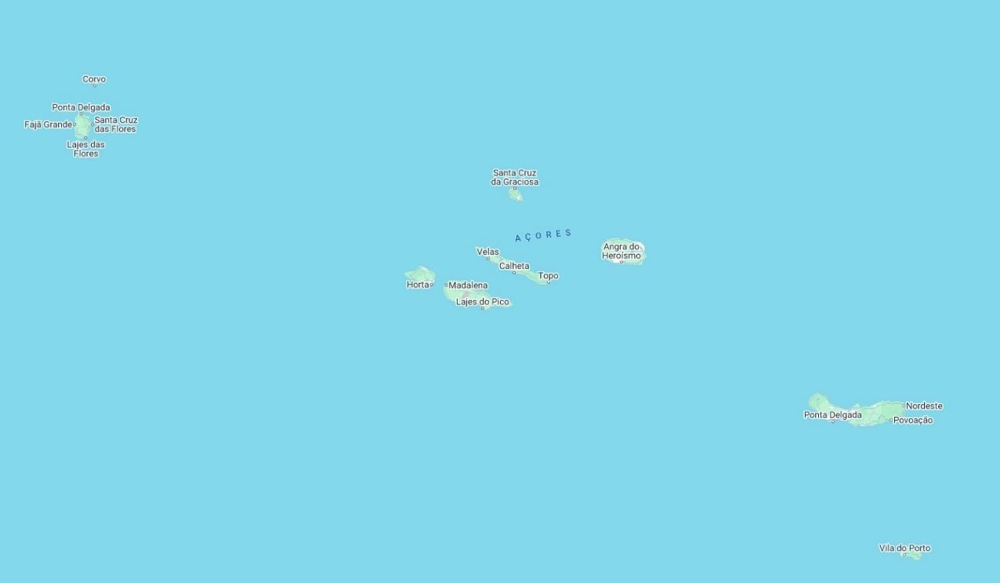 Corvo
Ponta Delgada
Fajã Grande
Santa Cruz
das Flores
Lajes das
Flores
Santa Cruz
da Graciosa
AÇORES
Velas
Calheta
Topo
Angra do
Heroísmo
Horta
Madalena
Lajes do Pico
Ponta Delgada
Nordeste
Povoação
Vila do Porto